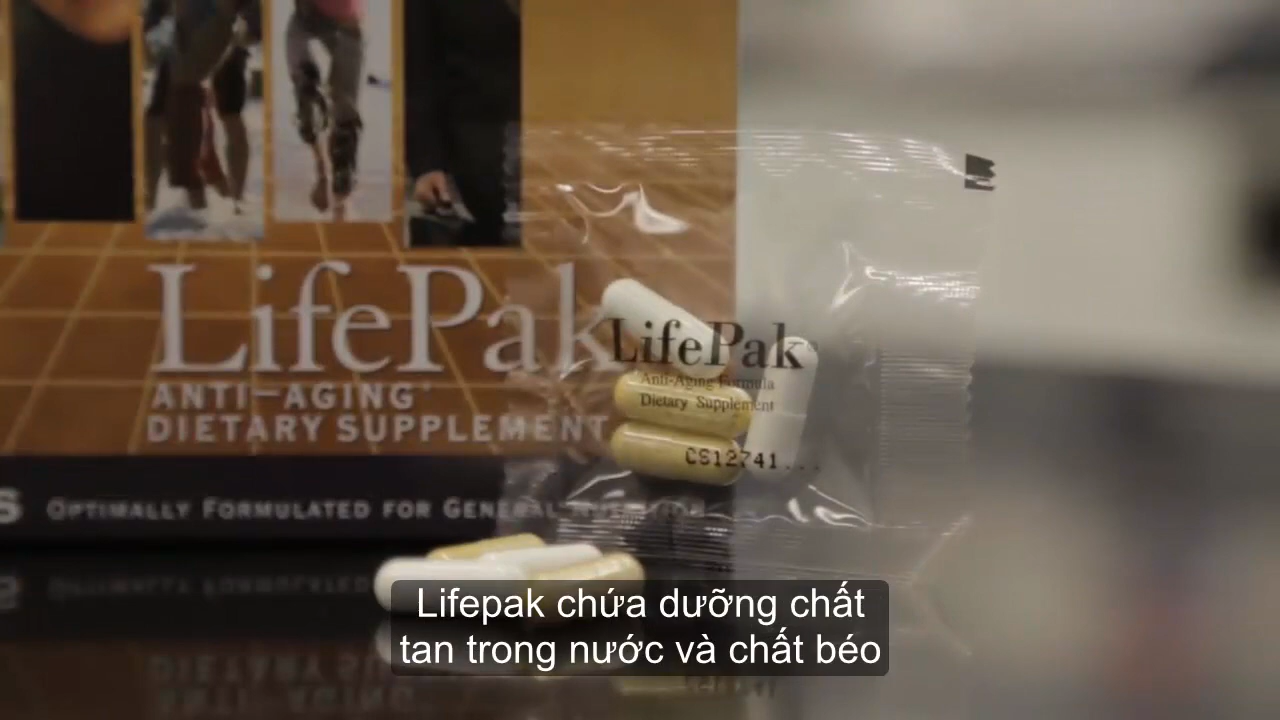 LifePak
ANTI-AGING
DIETARY SUPPLEMENT
OPTIMALLY FORMULATED FOR GENERAL NUTRITION
LifePak
Anti-Aging Formula
Dietary Supplement
CS12741
Lifepak chứa dưỡng chất
tan trong nước và chất béo